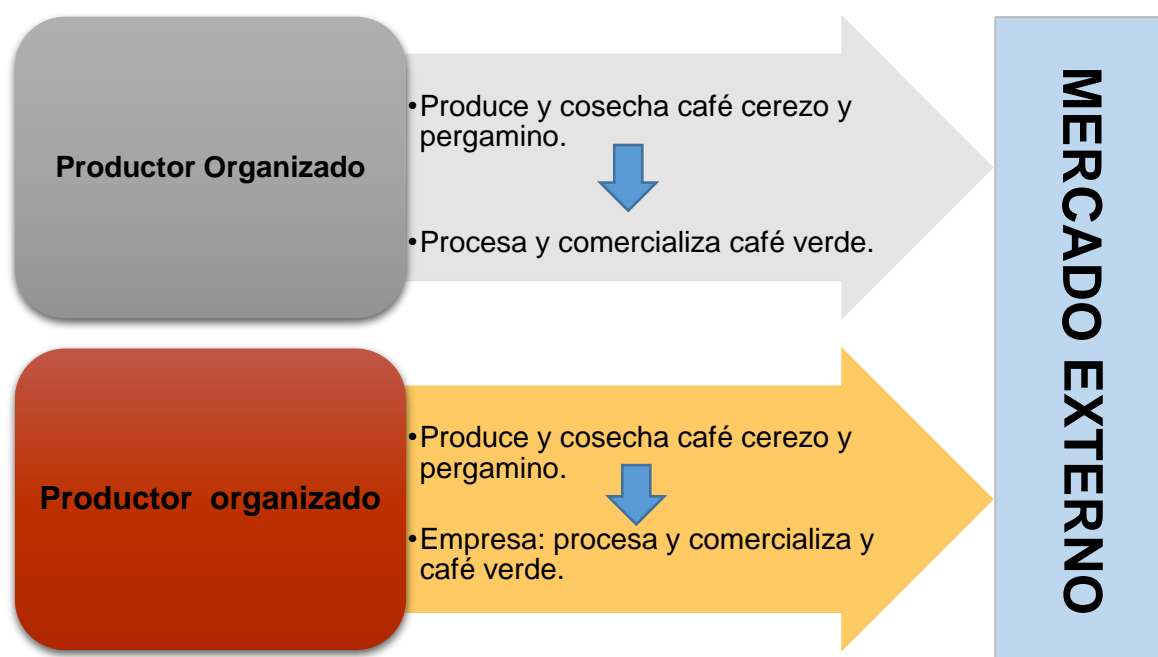 Productor Organizado
•Produce y cosecha café cerezo y
pergamino.
•Procesa y comercializa café verde.
Productor organizado
•Produce y cosecha café cerezo y
pergamino.
•Empresa: procesa y comercializa y
café verde.
MERCADO EXTERNO